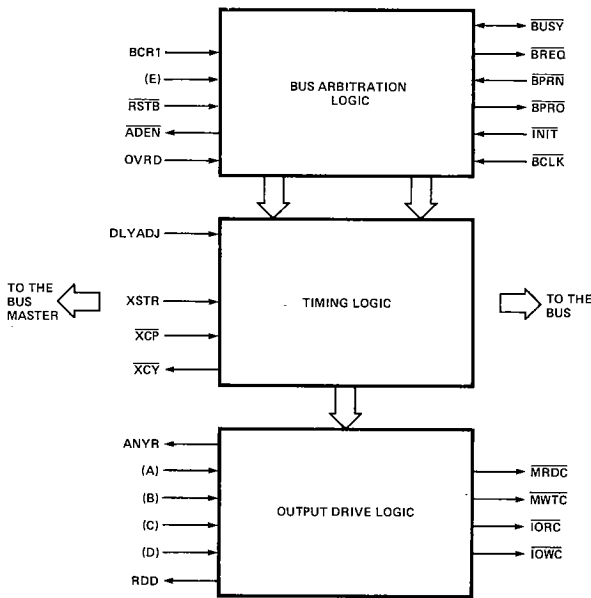 BUSY
BCR1
BREQ
(E)
BUS ARBITRATION
LOGIC
BPRN
RSTB
BPRO
ADEN
INIT
OVRD
BCLK
DLYADJ
TO THE
BUS
MASTER
XSTR
TIMING LOGIC
TO THE
BUS
XCP
XCY
ANYR
(A)
MRDC
(B)
MWTC
(C)
OUTPUT DRIVE LOGIC
IORC
(D)
IOWC
RDD